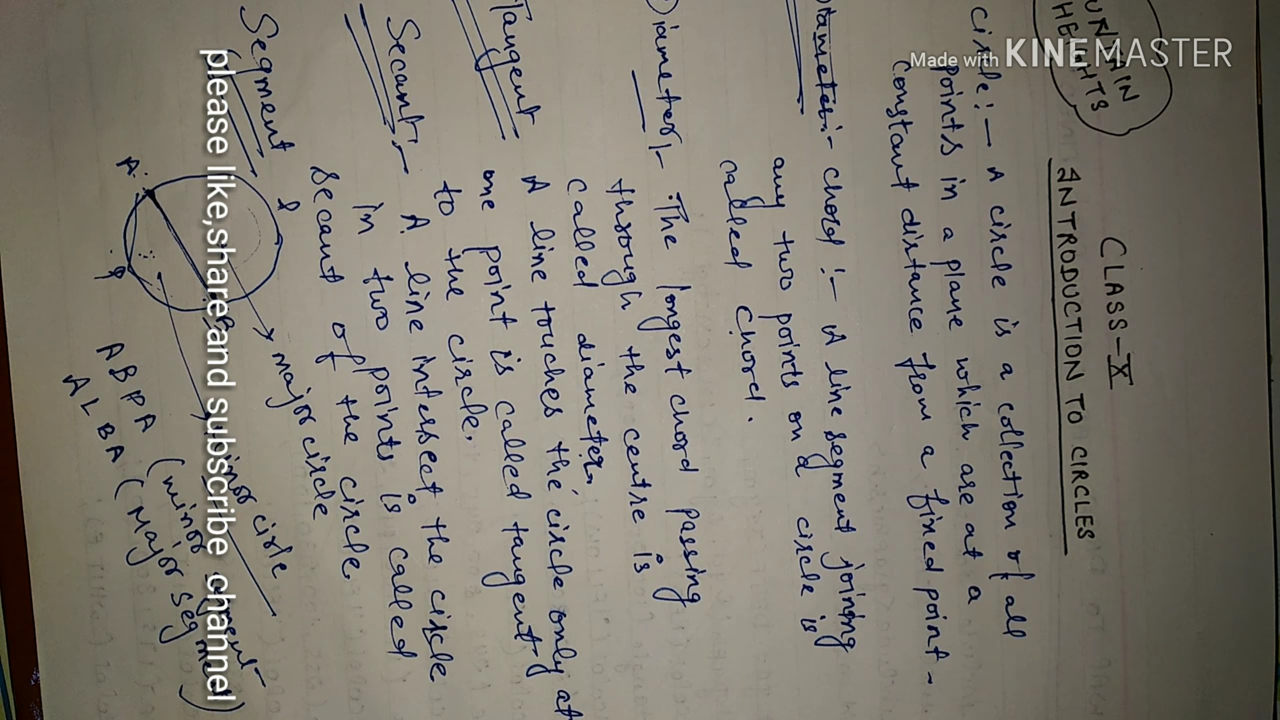 Made with KINEMASTER
CLASS-X
INTRODUCTION TO CIRCLES
Circle:- A circle is a collection of all
points in a plane which are at a
constant distance from a fixed point-
chord:- A line segment joining
any two points on a circle is
called chord.
Diameter:- The longest chord passing
through the centre is
called diameter.
Tangent A line touches the circle only at
one point is called tangent
to the circle.
Secant:- A line intersect the circle
in two points is called
secant of the circle.
Segment
major circle
minor circle
A
B
P
ABPA (minor segment)
ALBA (Major segment)
please like,share and subscribe channel